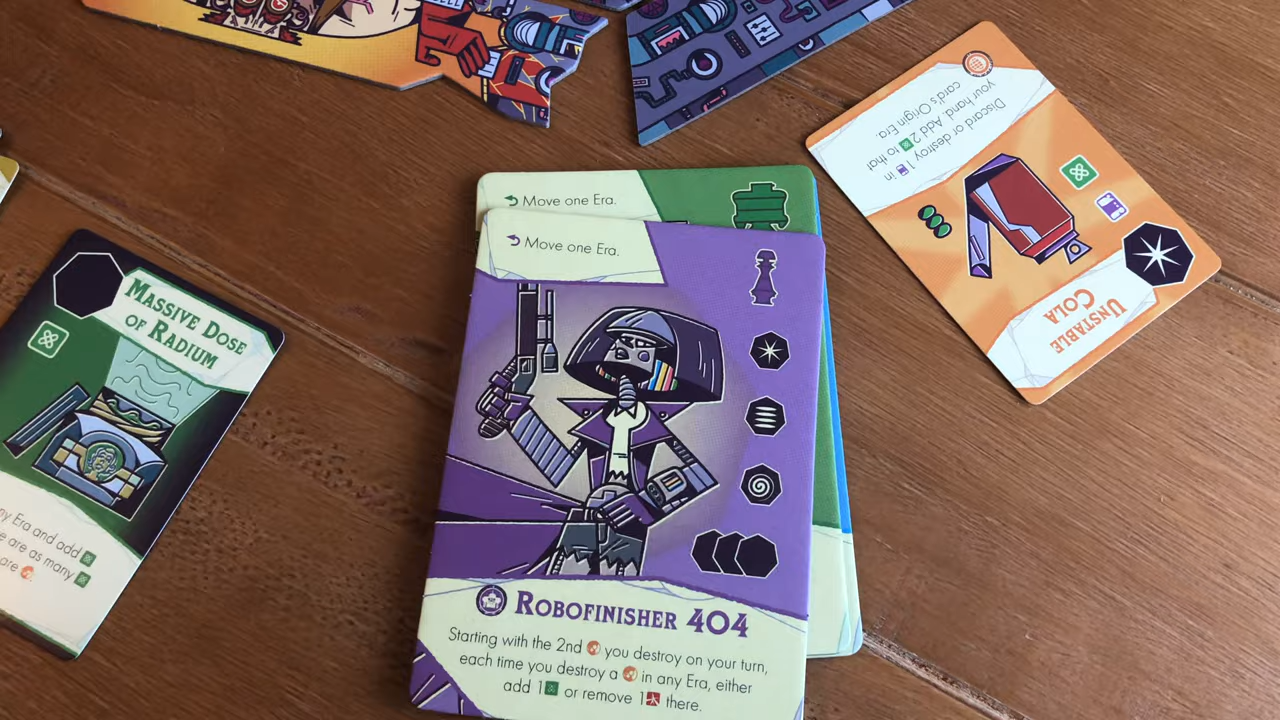 Move one Era.
Move one Era.
ROBOFINISHER 404
Starting with the 2nd you destroy on your turn,
each time you destroy a in any Era, either
add 1 or remove 1 there.
MASSIVE DOSE
OF RADIUM
Era and add
are as many
are
UNSTABLE
COLA
Discard or destroy 1 in
your hand. Add 2 to that
card's Origin Era.